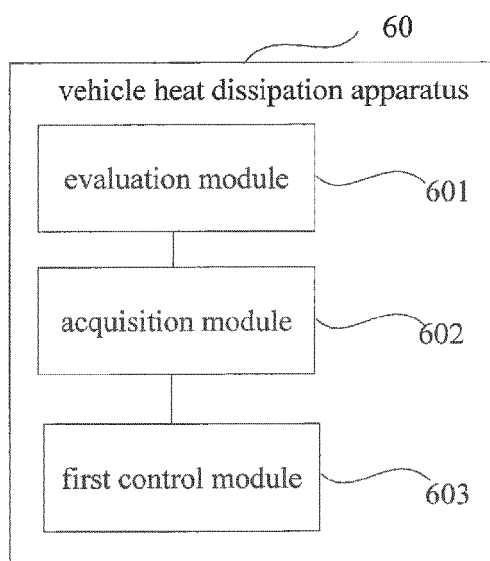 60
vehicle heat dissipation apparatus
evaluation module
601
acquisition module
602
first control module
603